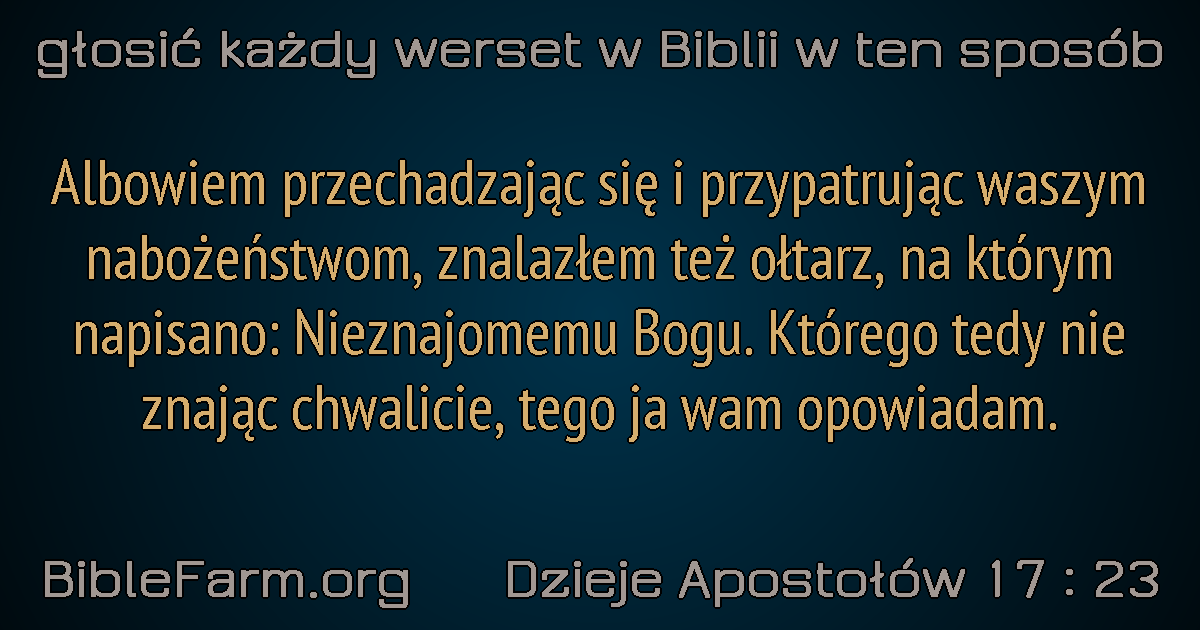 głosić każdy werset w Biblii w ten sposób
Albowiem przechadzając się i przypatrując waszym
nabożeństwom, znalazłem też ołtarz, na którym
napisano: Nieznajomemu Bogu. Którego tedy nie
znając chwalicie, tego ja wam opowiadam.
BibleFarm.org Dzieje Apostołów 17 : 23